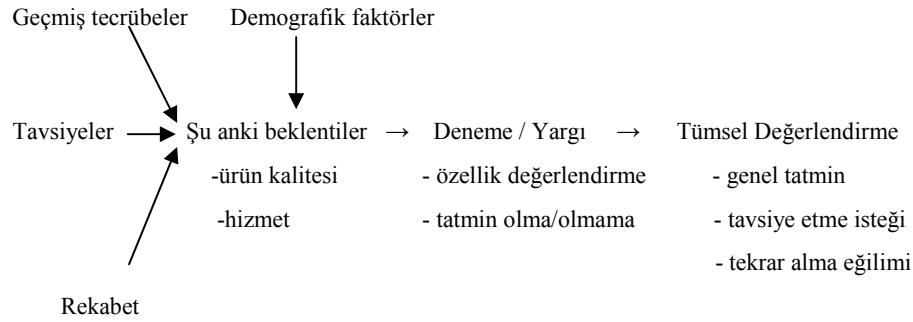 Geçmiş tecrübeler Demografik faktörler
Tavsiyeler Şu anki beklentiler → Deneme / Yargı → Tümsel Değerlendirme
-ürün kalitesi - özellik değerlendirme - genel tatmin
-hizmet - tatmin olma/olmama - tavsiye etme isteği
- tekrar alma eğilimi
Rekabet